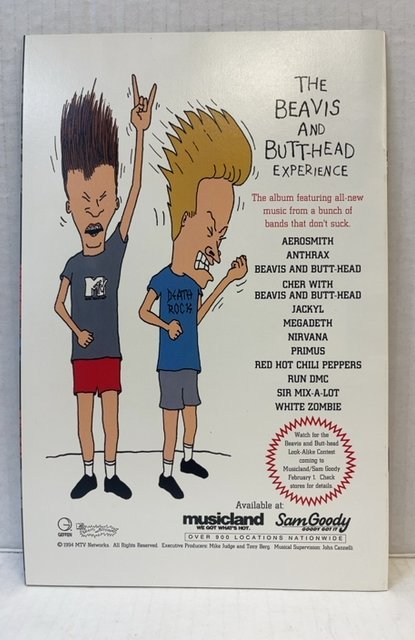 THE
BEAVIS
AND
BUTT-HEAD
EXPERIENCE
The album featuring all-new
music from a bunch of
bands that don't suck.
AEROSMITH
ANTHRAX
BEAVIS AND BUTT-HEAD
CHER WITH
BEAVIS AND BUTT-HEAD
JACKYL
MEGADETH
NIRVANA
PRIMUS
RED HOT CHILI PEPPERS
RUN DMC
SIR MIX-A-LOT
WHITE ZOMBIE
MTV
DEATH
ROCK
Watch for the
Beavis and Butt-head
Look-Alike Contest
coming to
Musicland/Sam Goody
February 1. Check
stores for details.
Available at:
musicland
WE GOT WHAT'S HOT.
SamGoody
GOODY GOT IT
OVER 900 LOCATIONS NATIONWIDE
GEFFEN
© 1994 MTV Networks. All Rights Reserved. Executive Producers: Mike Judge and Tony Berg. Musical Supervision: John Cannelli